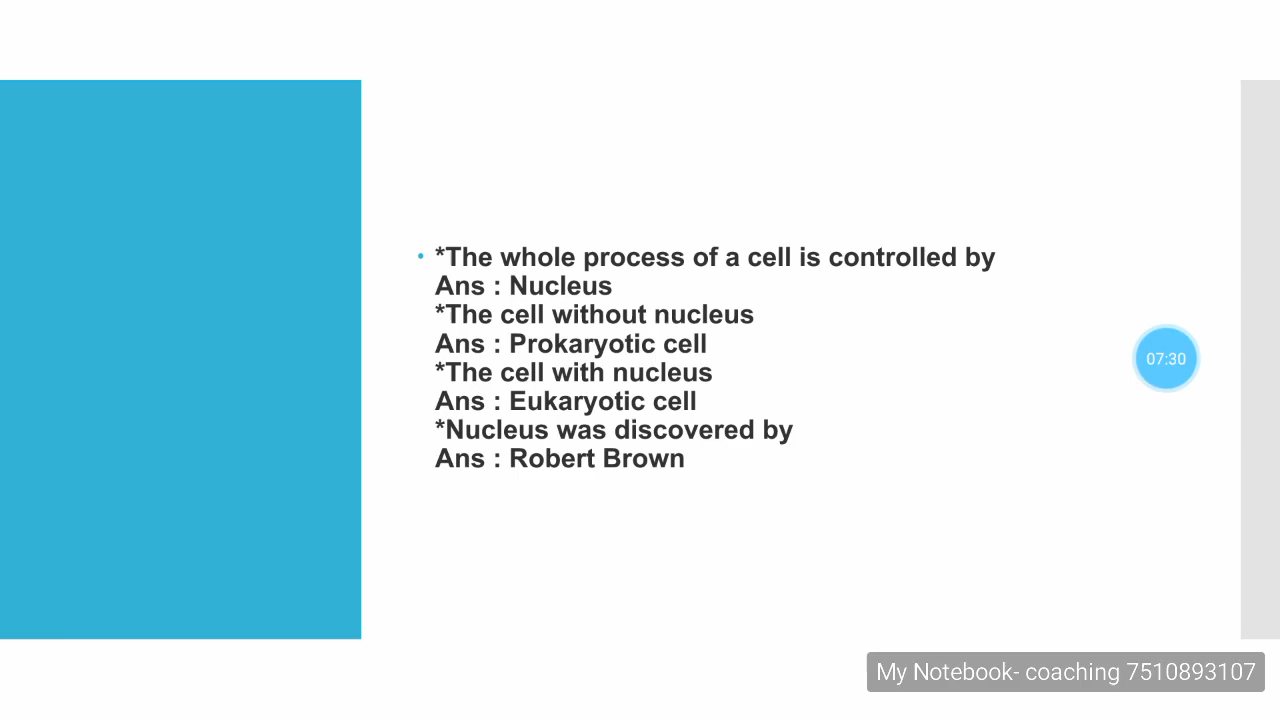 *The whole process of a cell is controlled by
Ans : Nucleus
*The cell without nucleus
Ans : Prokaryotic cell
*The cell with nucleus
Ans : Eukaryotic cell
*Nucleus was discovered by
Ans : Robert Brown
07:30
My Notebook- coaching 7510893107